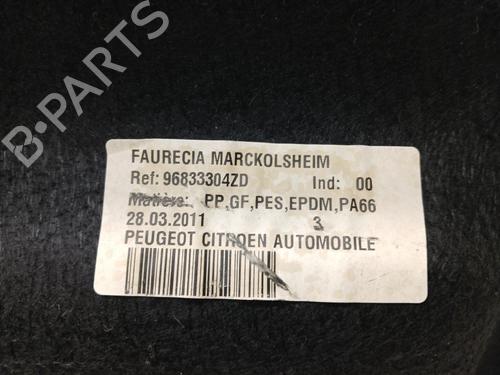 B-PARTS
FAURECIA MARCKOLSHEIM
Ref: 96833304ZD Ind: 00
Matière: PP,GF,PES,EPDM,PA66
28.03.2011 3
PEUGEOT CITROEN AUTOMOBILE